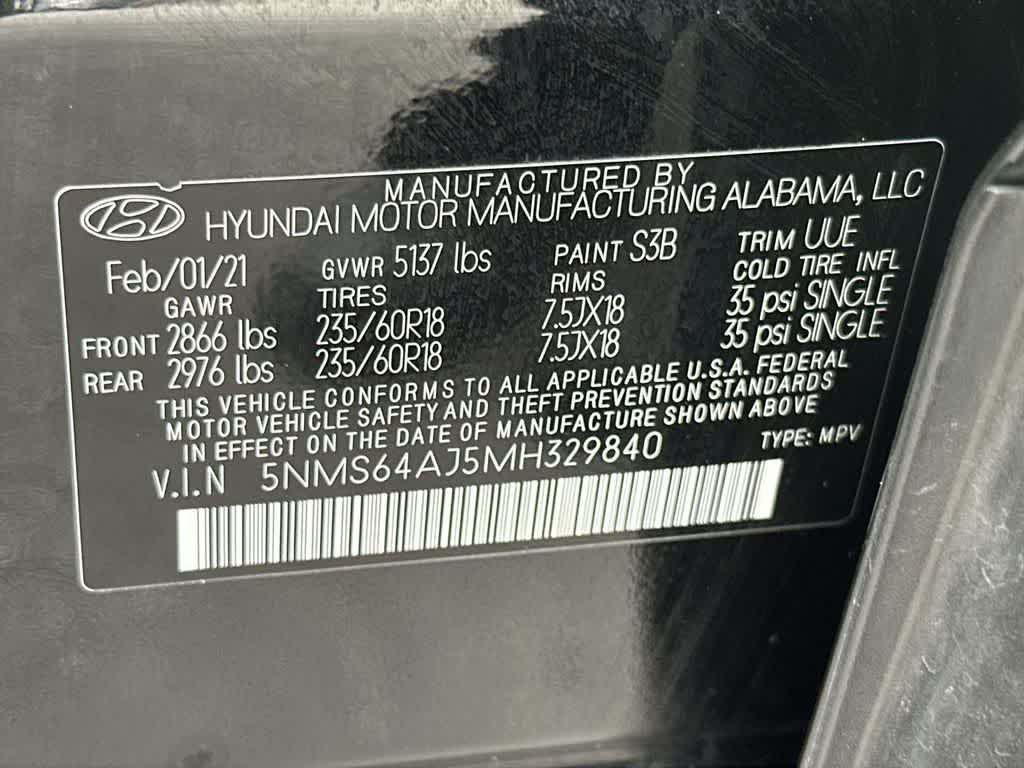 MANUFACTURED BY
HYUNDAI MOTOR MANUFACTURING ALABAMA, LLC
Feb/01/21 GVWR 5137 lbs PAINT S3B TRIM UUE
GAWR TIRES RIMS COLD TIRE INFL
FRONT 2866 lbs 235/60R18 7.5JX18 35 psi SINGLE
REAR 2976 lbs 235/60R18 7.5JX18 35 psi SINGLE
THIS VEHICLE CONFORMS TO ALL APPLICABLE U.S.A. FEDERAL
MOTOR VEHICLE SAFETY AND THEFT PREVENTION STANDARDS
IN EFFECT ON THE DATE OF MANUFACTURE SHOWN ABOVE
V.I.N 5NMS64AJ5MH329840 TYPE: MPV